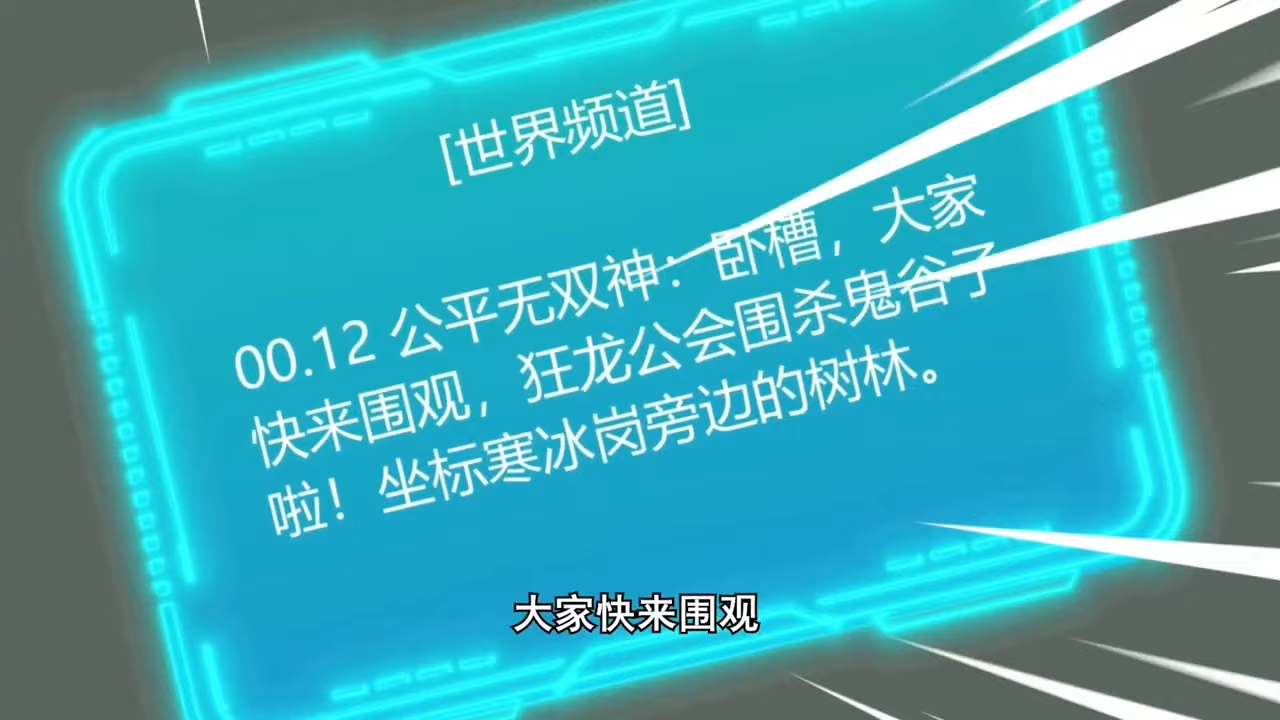 [世界频道]
00.12 公平无双神：卧槽，大家
快来围观，狂龙公会围杀鬼谷子
啦！坐标寒冰岗旁边的树林。
大家快来围观